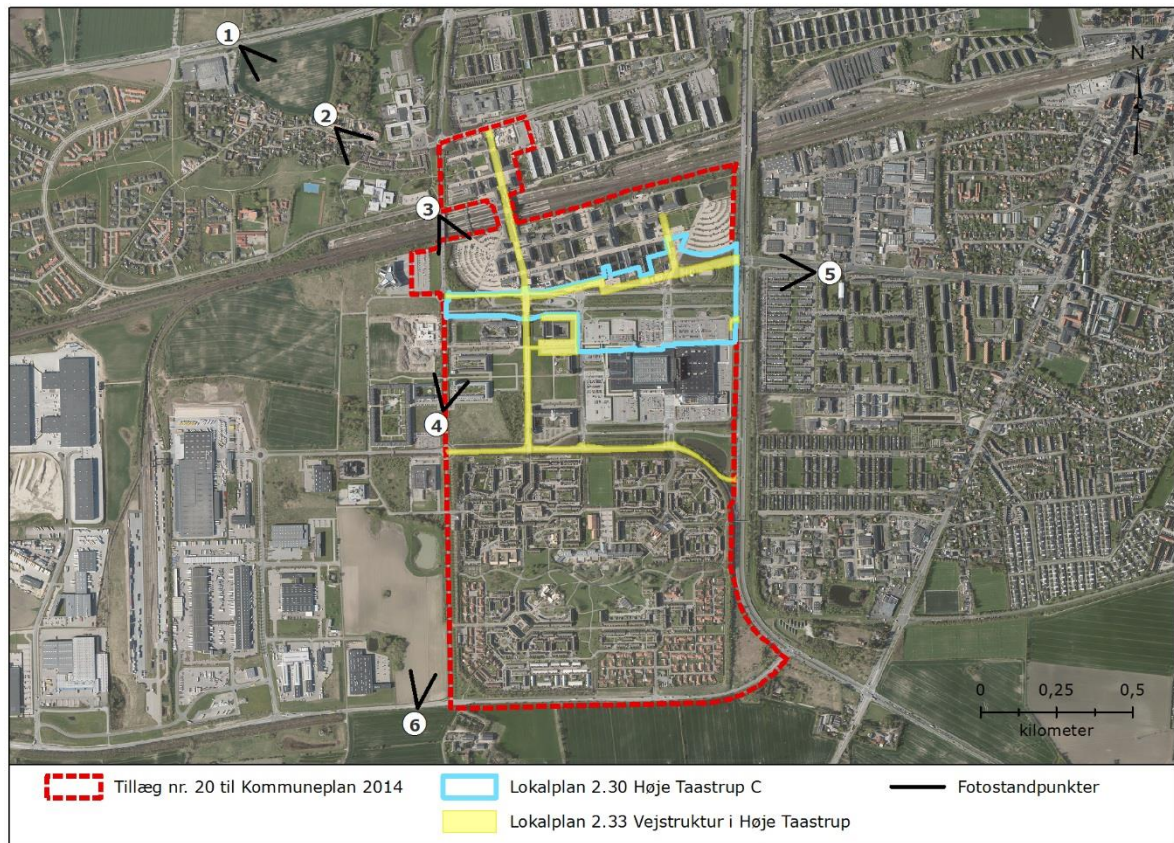 1
N
2
3
5
4
6
0 0,25 0,5
kilometer
Tillæg nr. 20 til Kommuneplan 2014
Lokalplan 2.30 Høje Taastrup C
Fotostandpunkter
Lokalplan 2.33 Vejstruktur i Høje Taastrup